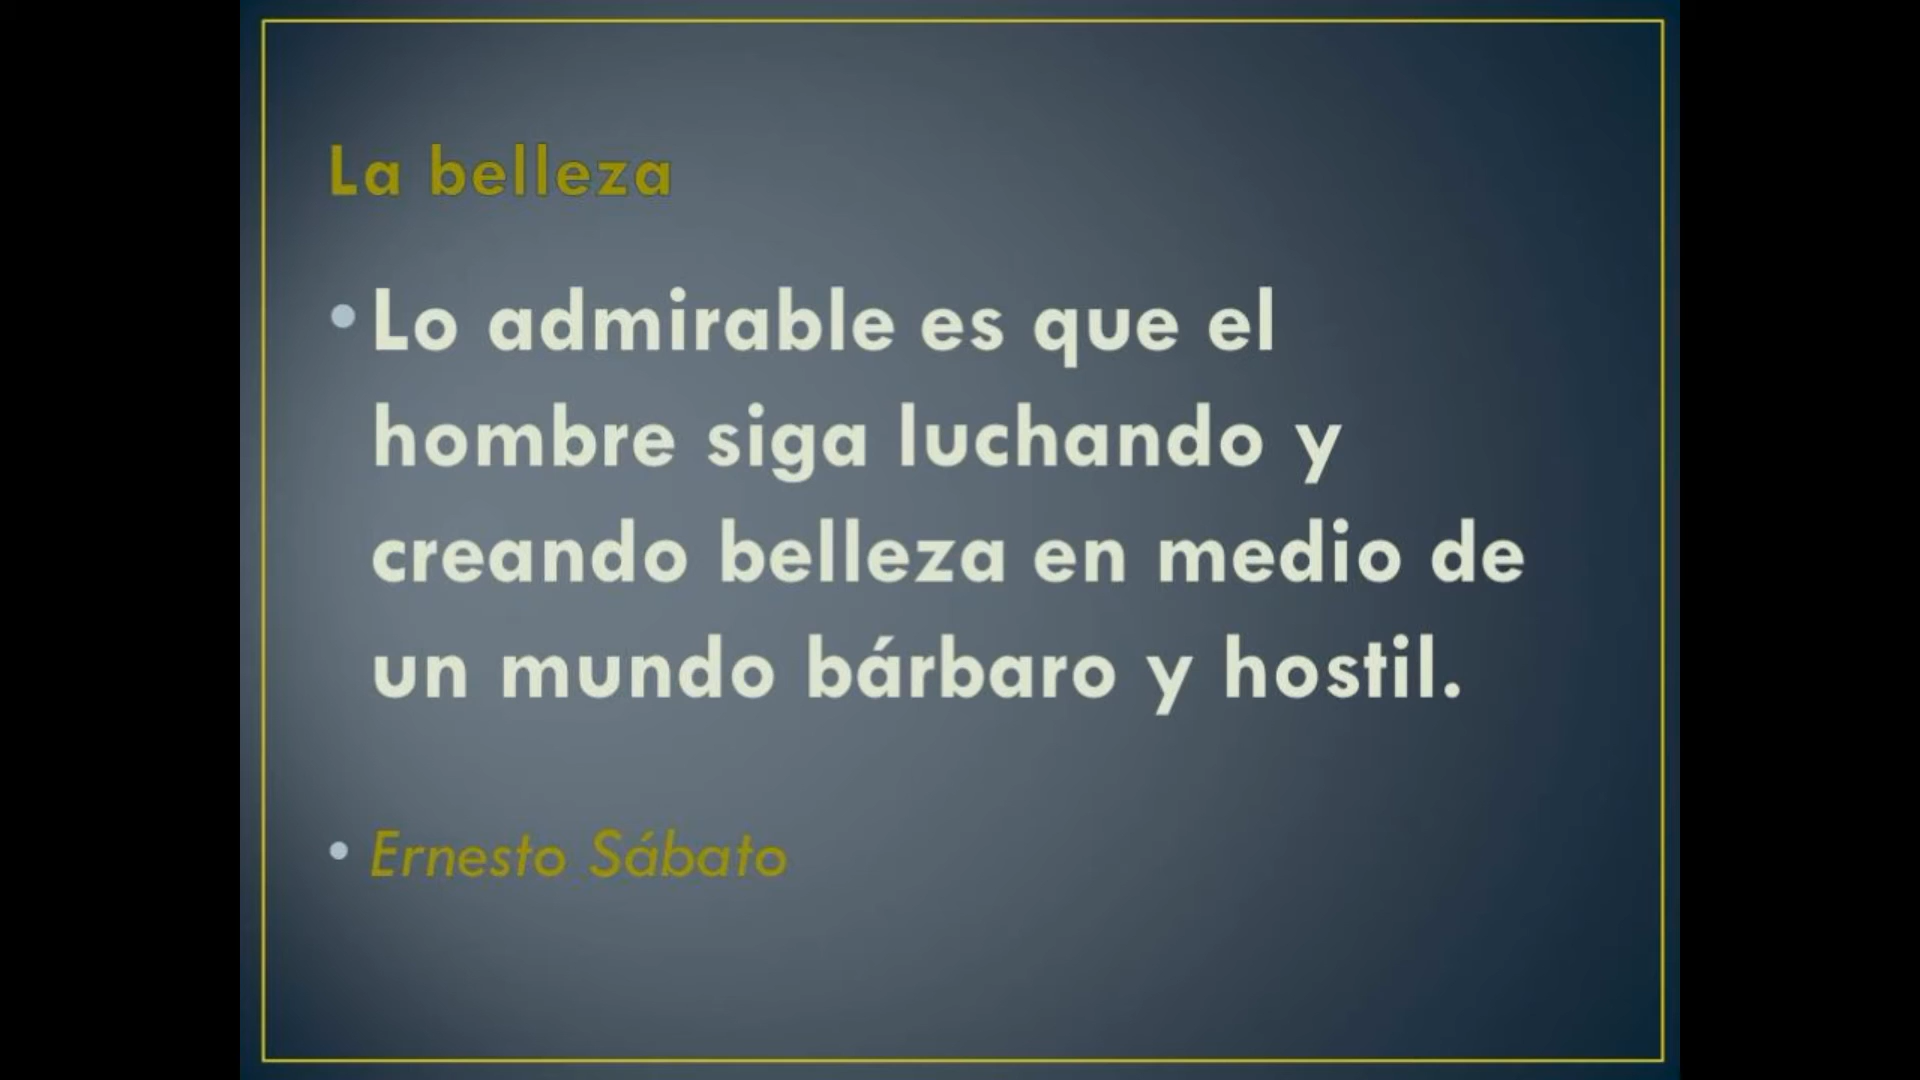 La belleza
• Lo admirable es que el
hombre siga luchando y
creando belleza en medio de
un mundo bárbaro y hostil.
• Ernesto Sábato